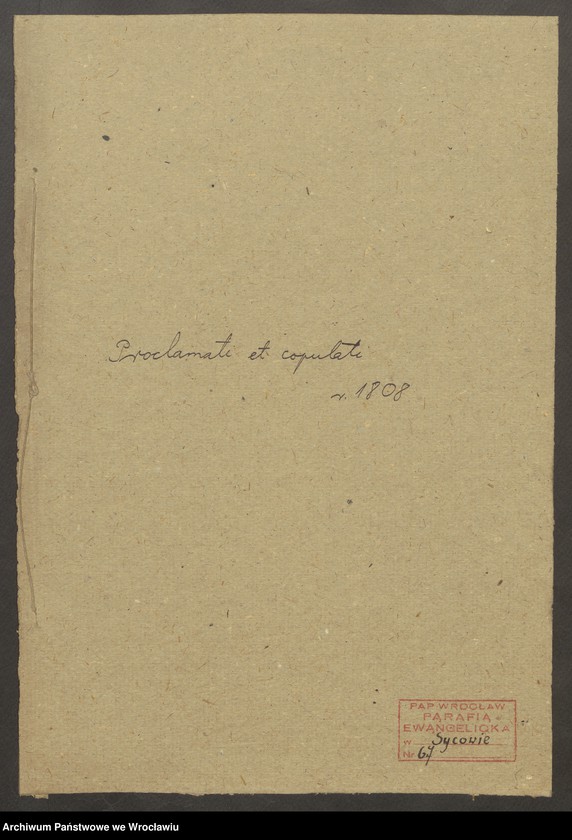 Proclamati et copulati
r. 1808
PAP WROCŁAW
PARAFIA
EWANGELICKA
w Sycowie
Nr 67
Archiwum Państwowe we Wrocławiu